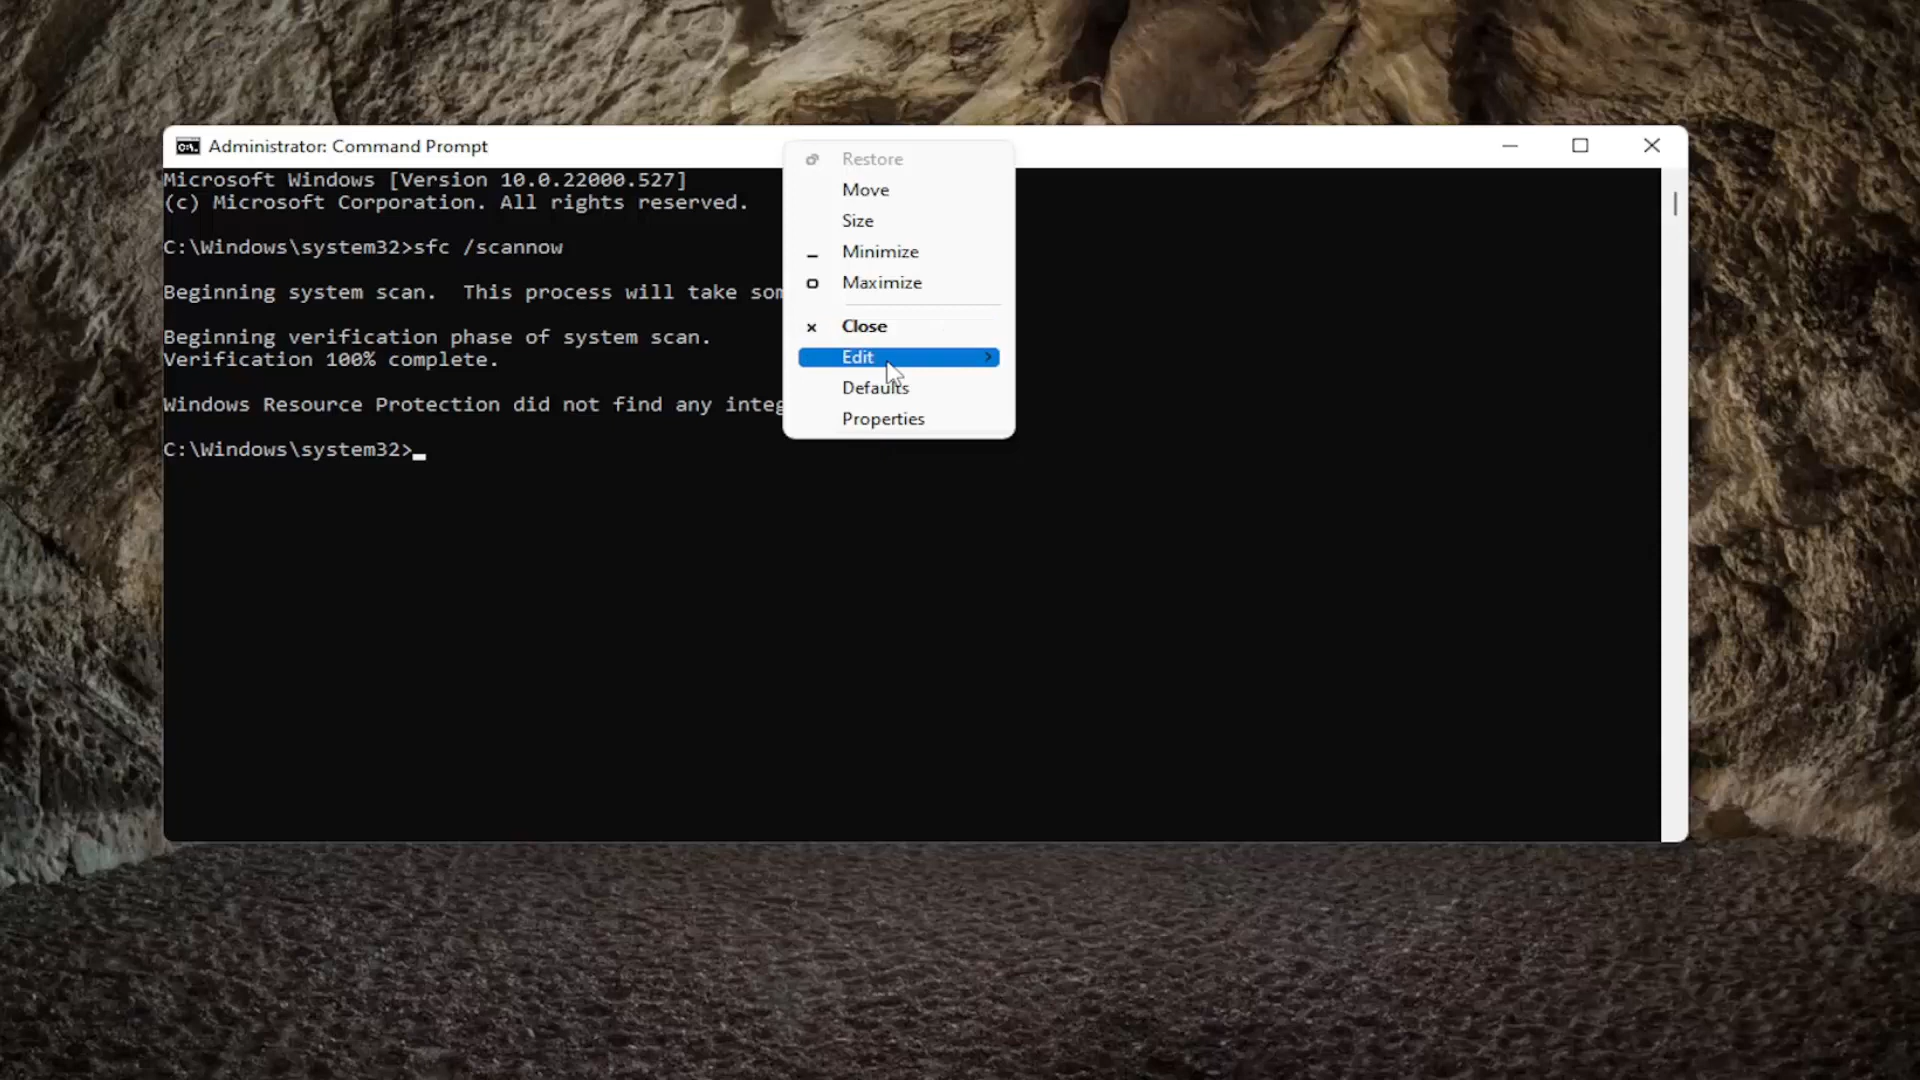 Administrator: Command Prompt
Microsoft Windows [Version 10.0.22000.527]
(c) Microsoft Corporation. All rights reserved.
C:\Windows\system32>sfc /scannow
Beginning system scan.  This process will take
Beginning verification phase of system scan.
Verification 100% complete.
Windows Resource Protection did not find any
C:\Windows\system32>
Restore
Move
Size
Minimize
Maximize
Close
Edit
Defaults
Properties